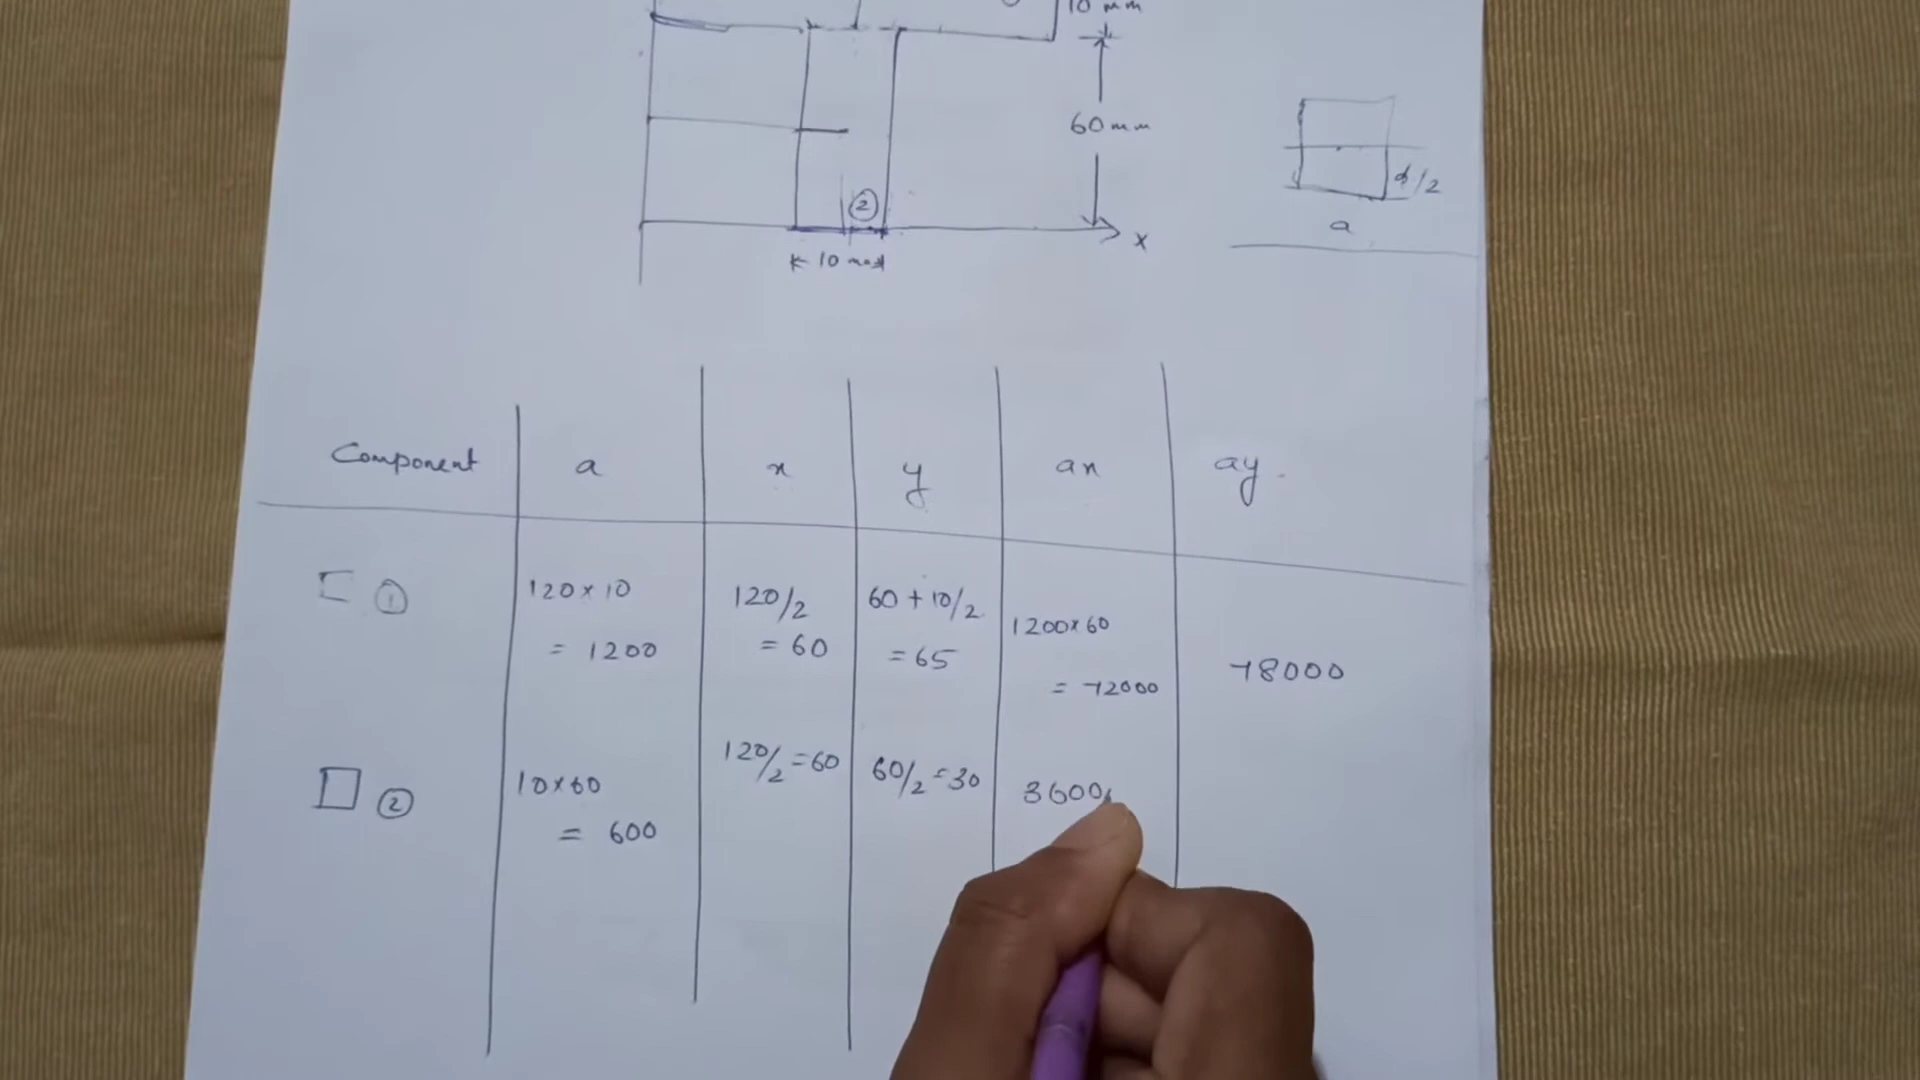 10 mm
60 mm
d/2
a
②
x
10 mm
Component a x y ax ay
① 120 × 10 120/2 60 + 10/2 1200×60
= 1200 = 60 = 65 = 72000 78000
② 10×60 120/2 = 60 60/2 = 30 3600
= 600